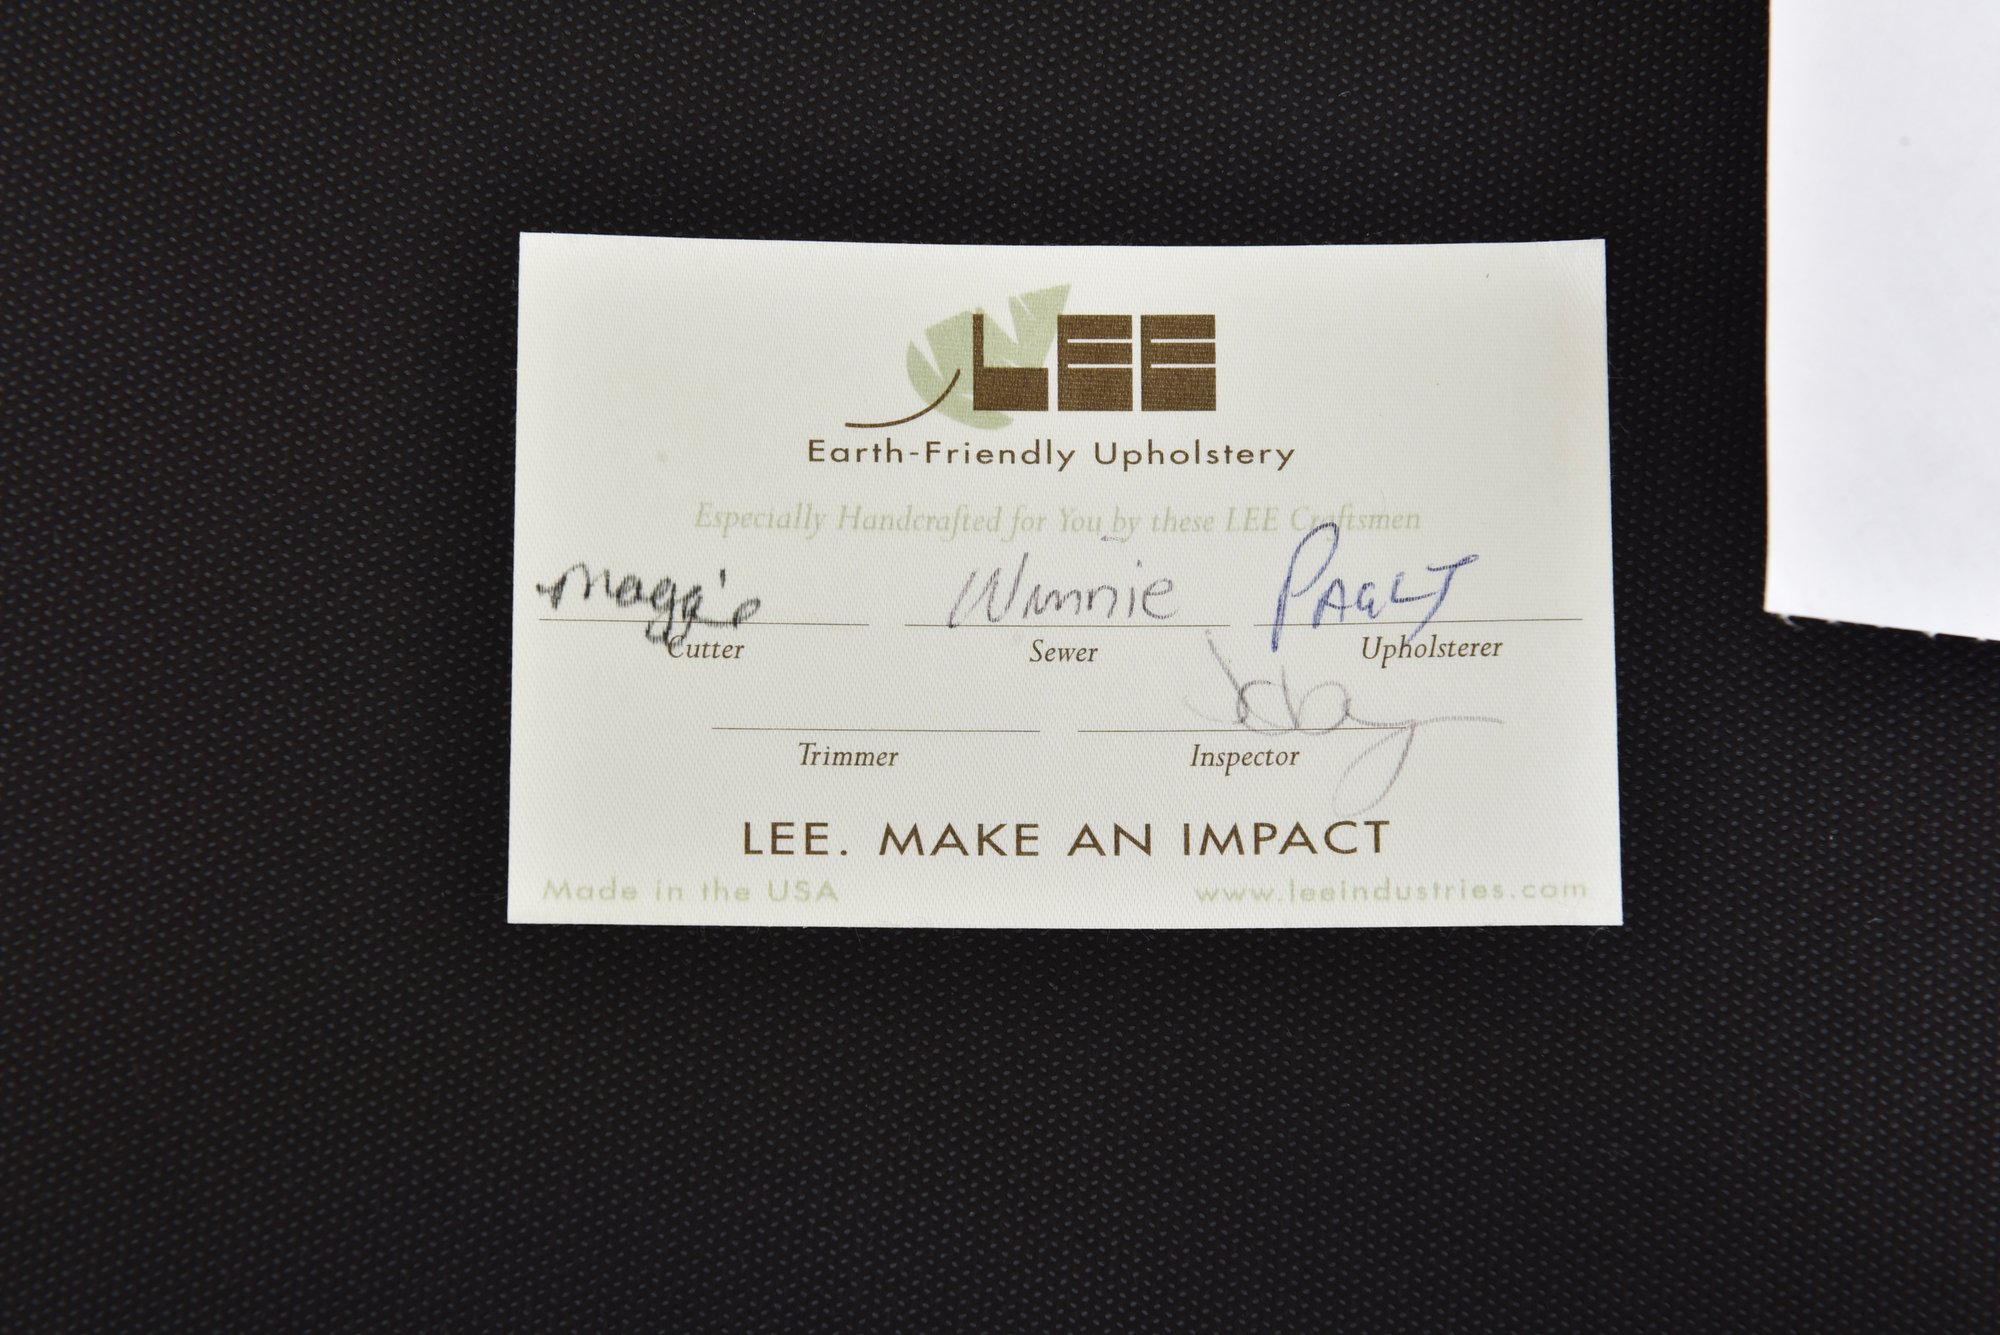 LEE
Earth-Friendly Upholstery
Especially Handcrafted for You by these LEE Craftsmen
Maggie Winnie
Cutter Sewer Upholsterer
Trimmer Inspector
LEE. MAKE AN IMPACT
Made in the USA www.leeindustries.com